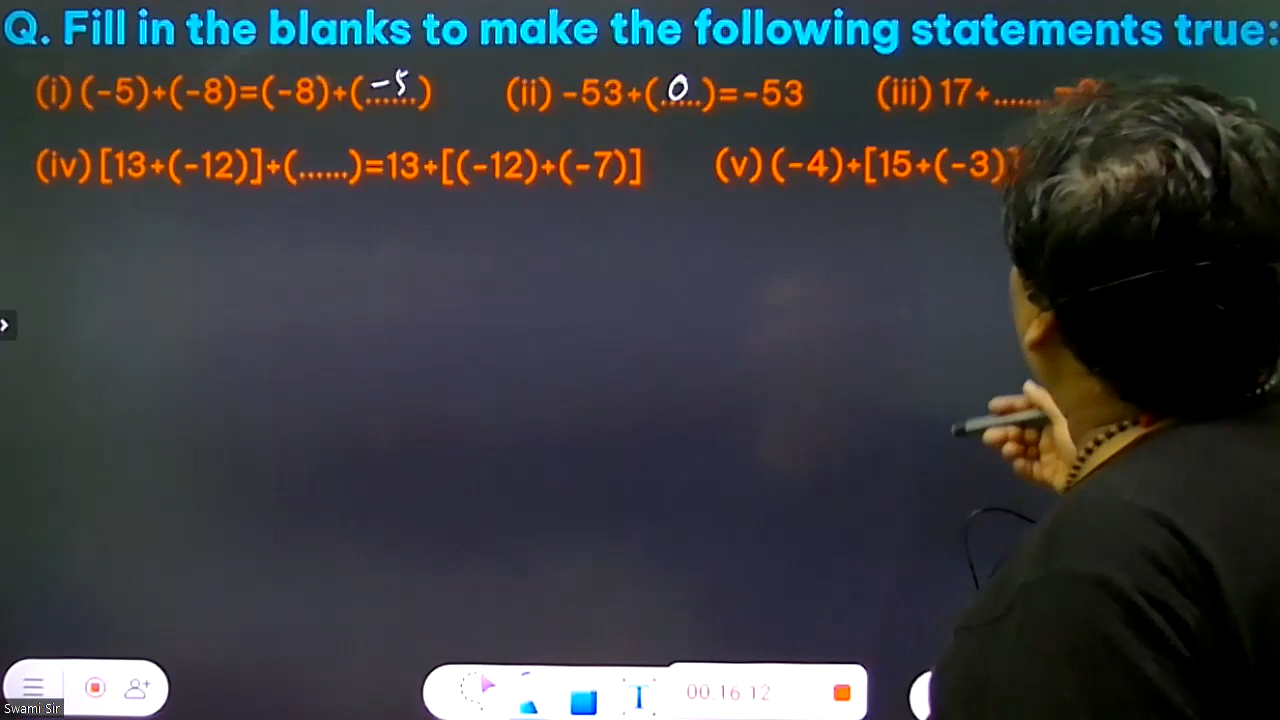 Q. Fill in the blanks to make the following statements true:
(i) (-5)+(-8)=(-8)+(...-5...) (ii) -53+(..0...)=-53 (iii) 17+......
(iv) [13+(-12)]+(......)=13+[(-12)+(-7)] (v) (-4)+[15+(-3)]
00:16:12
Swami Sir